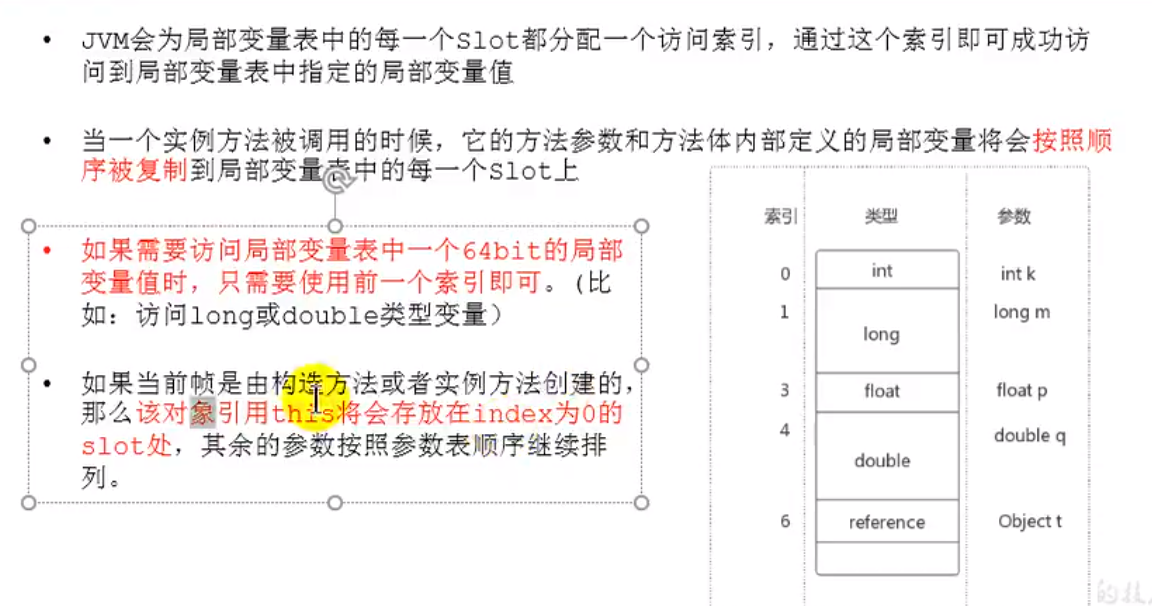 • JVM会为局部变量表中的每一个Slot都分配一个访问索引，通过这个索引即可成功访
问到局部变量表中指定的局部变量值
• 当一个实例方法被调用的时候，它的方法参数和方法体内部定义的局部变量将会按照顺
序被复制到局部变量表中的每一个Slot上
• 如果需要访问局部变量表中一个64bit的局部
变量值时，只需要使用前一个索引即可。（比
如：访问long或double类型变量）
• 如果当前帧是由构造方法或者实例方法创建的，
那么该对象引用this将会存放在index为0的
slot处，其余的参数按照参数表顺序继续排
列。
索引 类型 参数
0 int int k
1 long long m
3 float float p
4 double double q
6 reference Object t